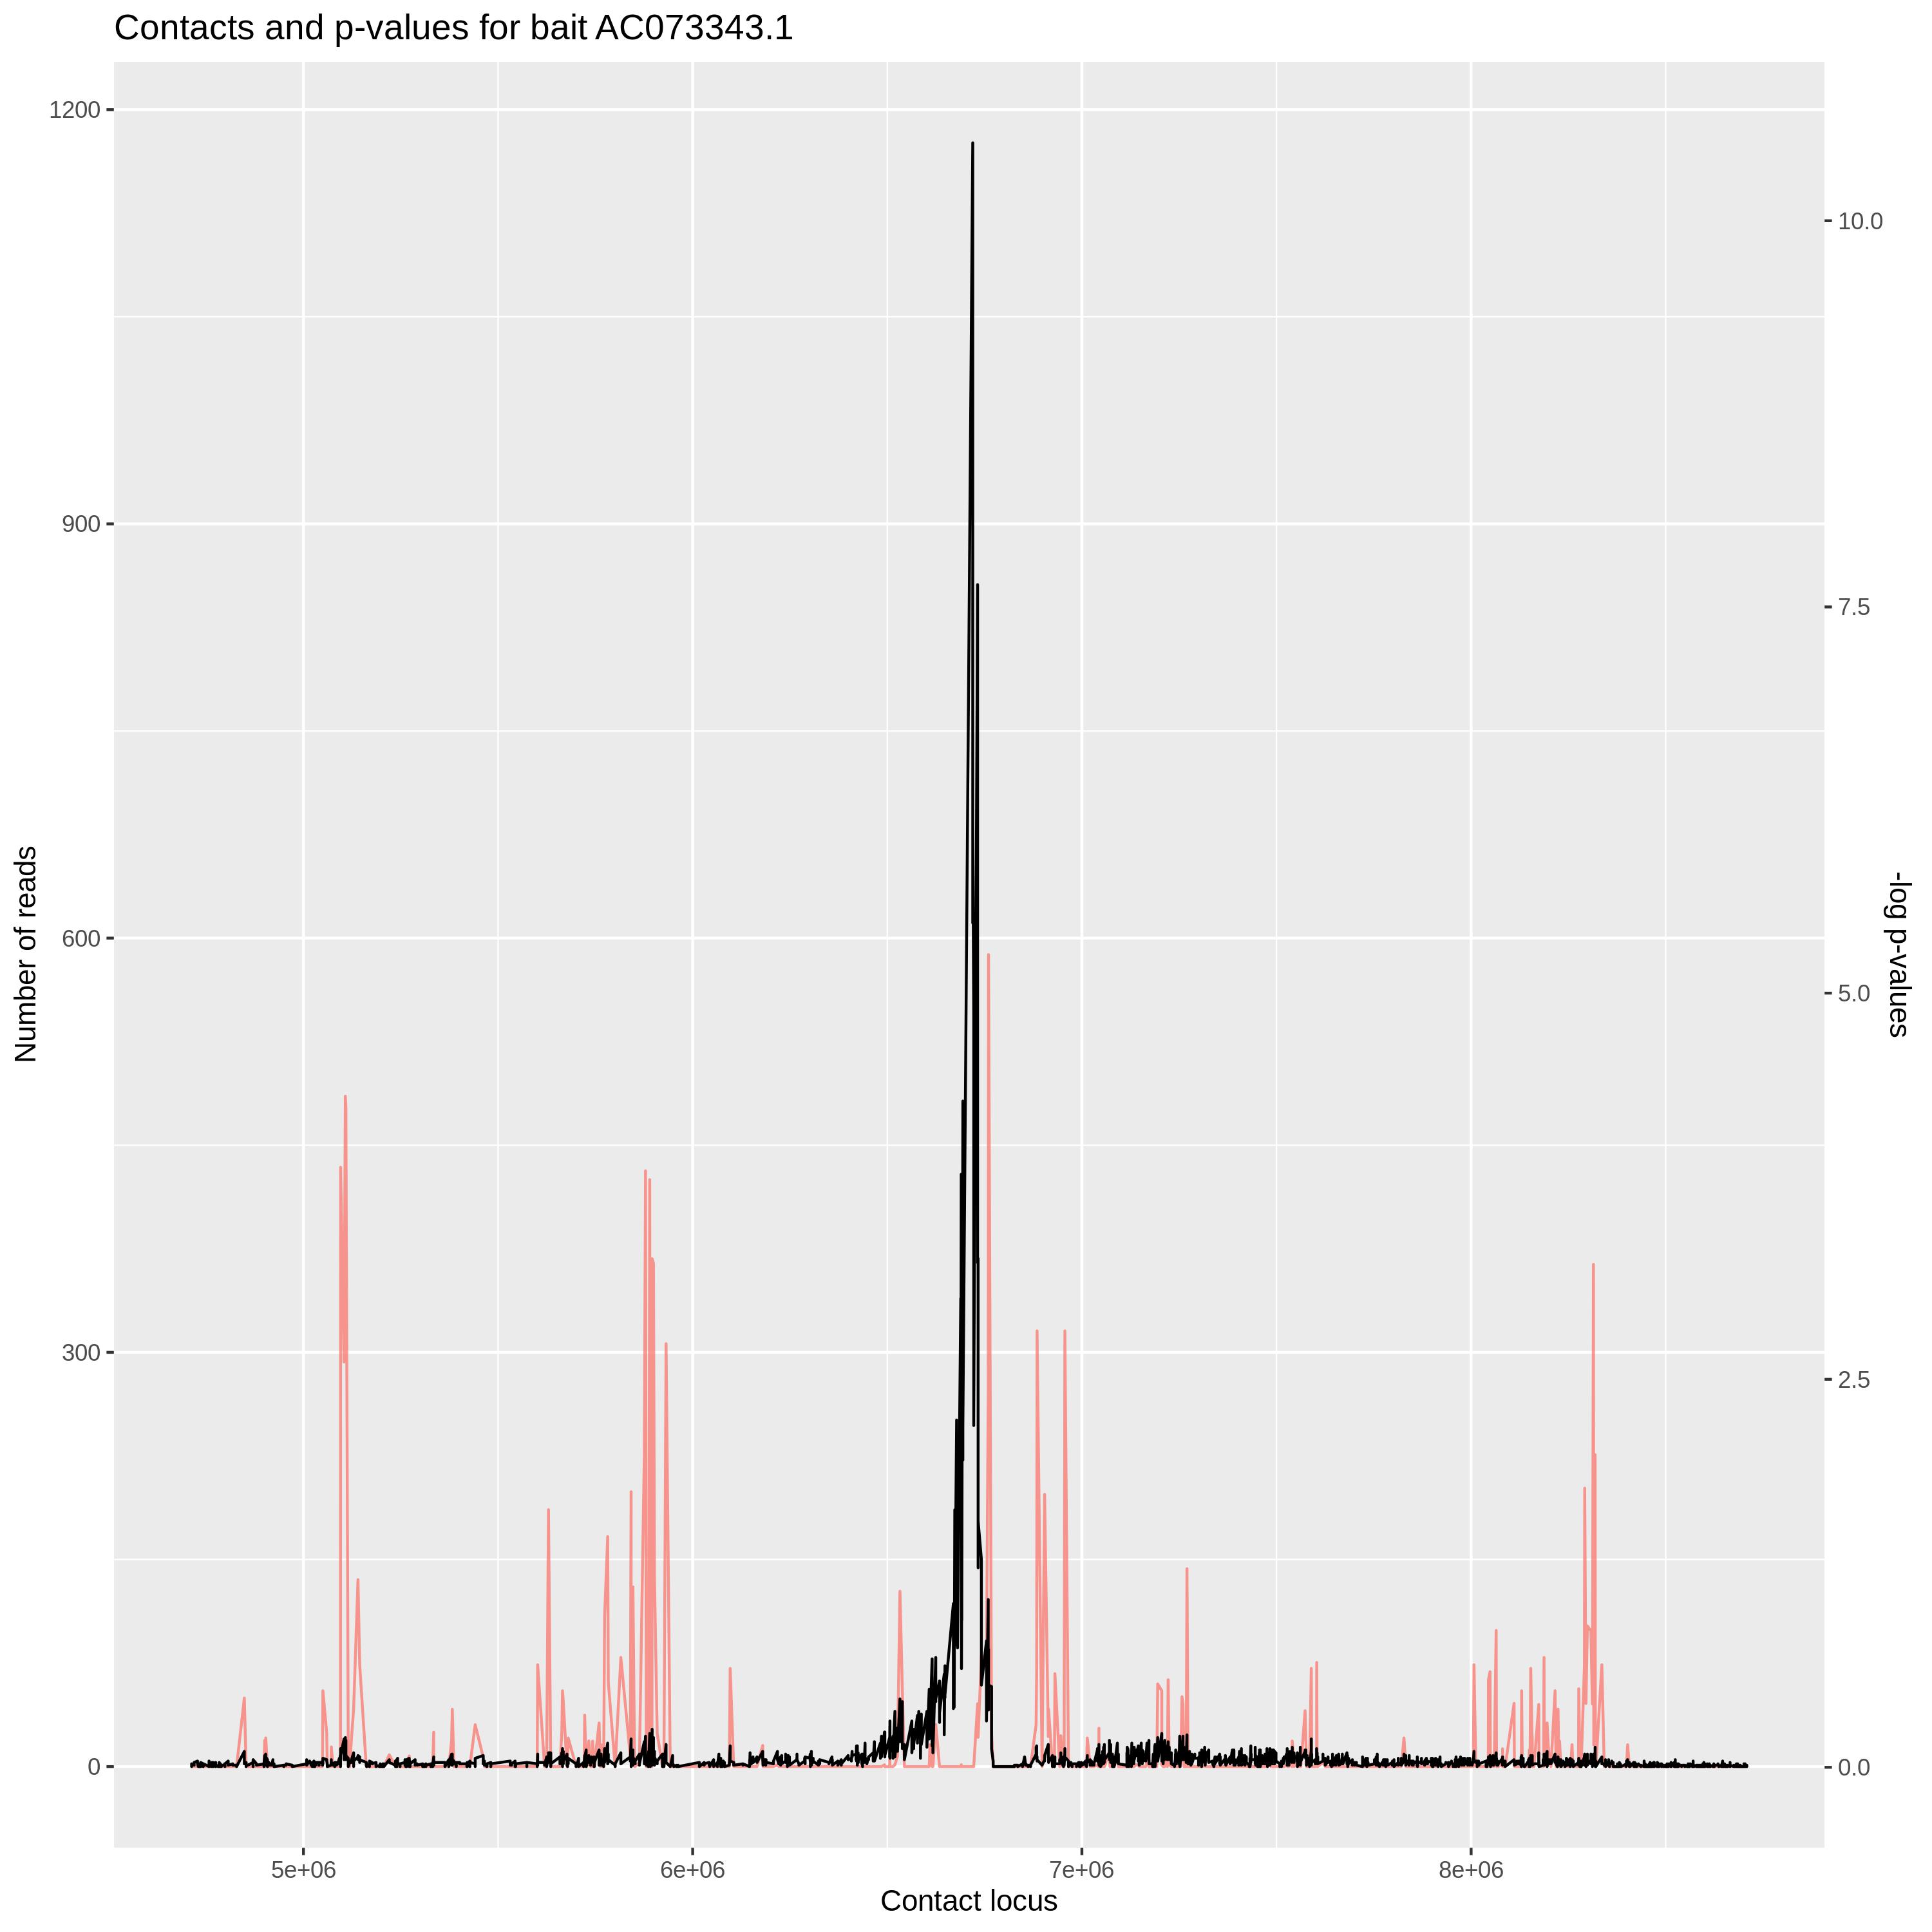 Contacts and p-values for bait AC073343.1
1200
900
600
300
0
Number of reads
10.0
7.5
5.0
2.5
0.0
-log p-values
5e+06
6e+06
7e+06
8e+06
Contact locus